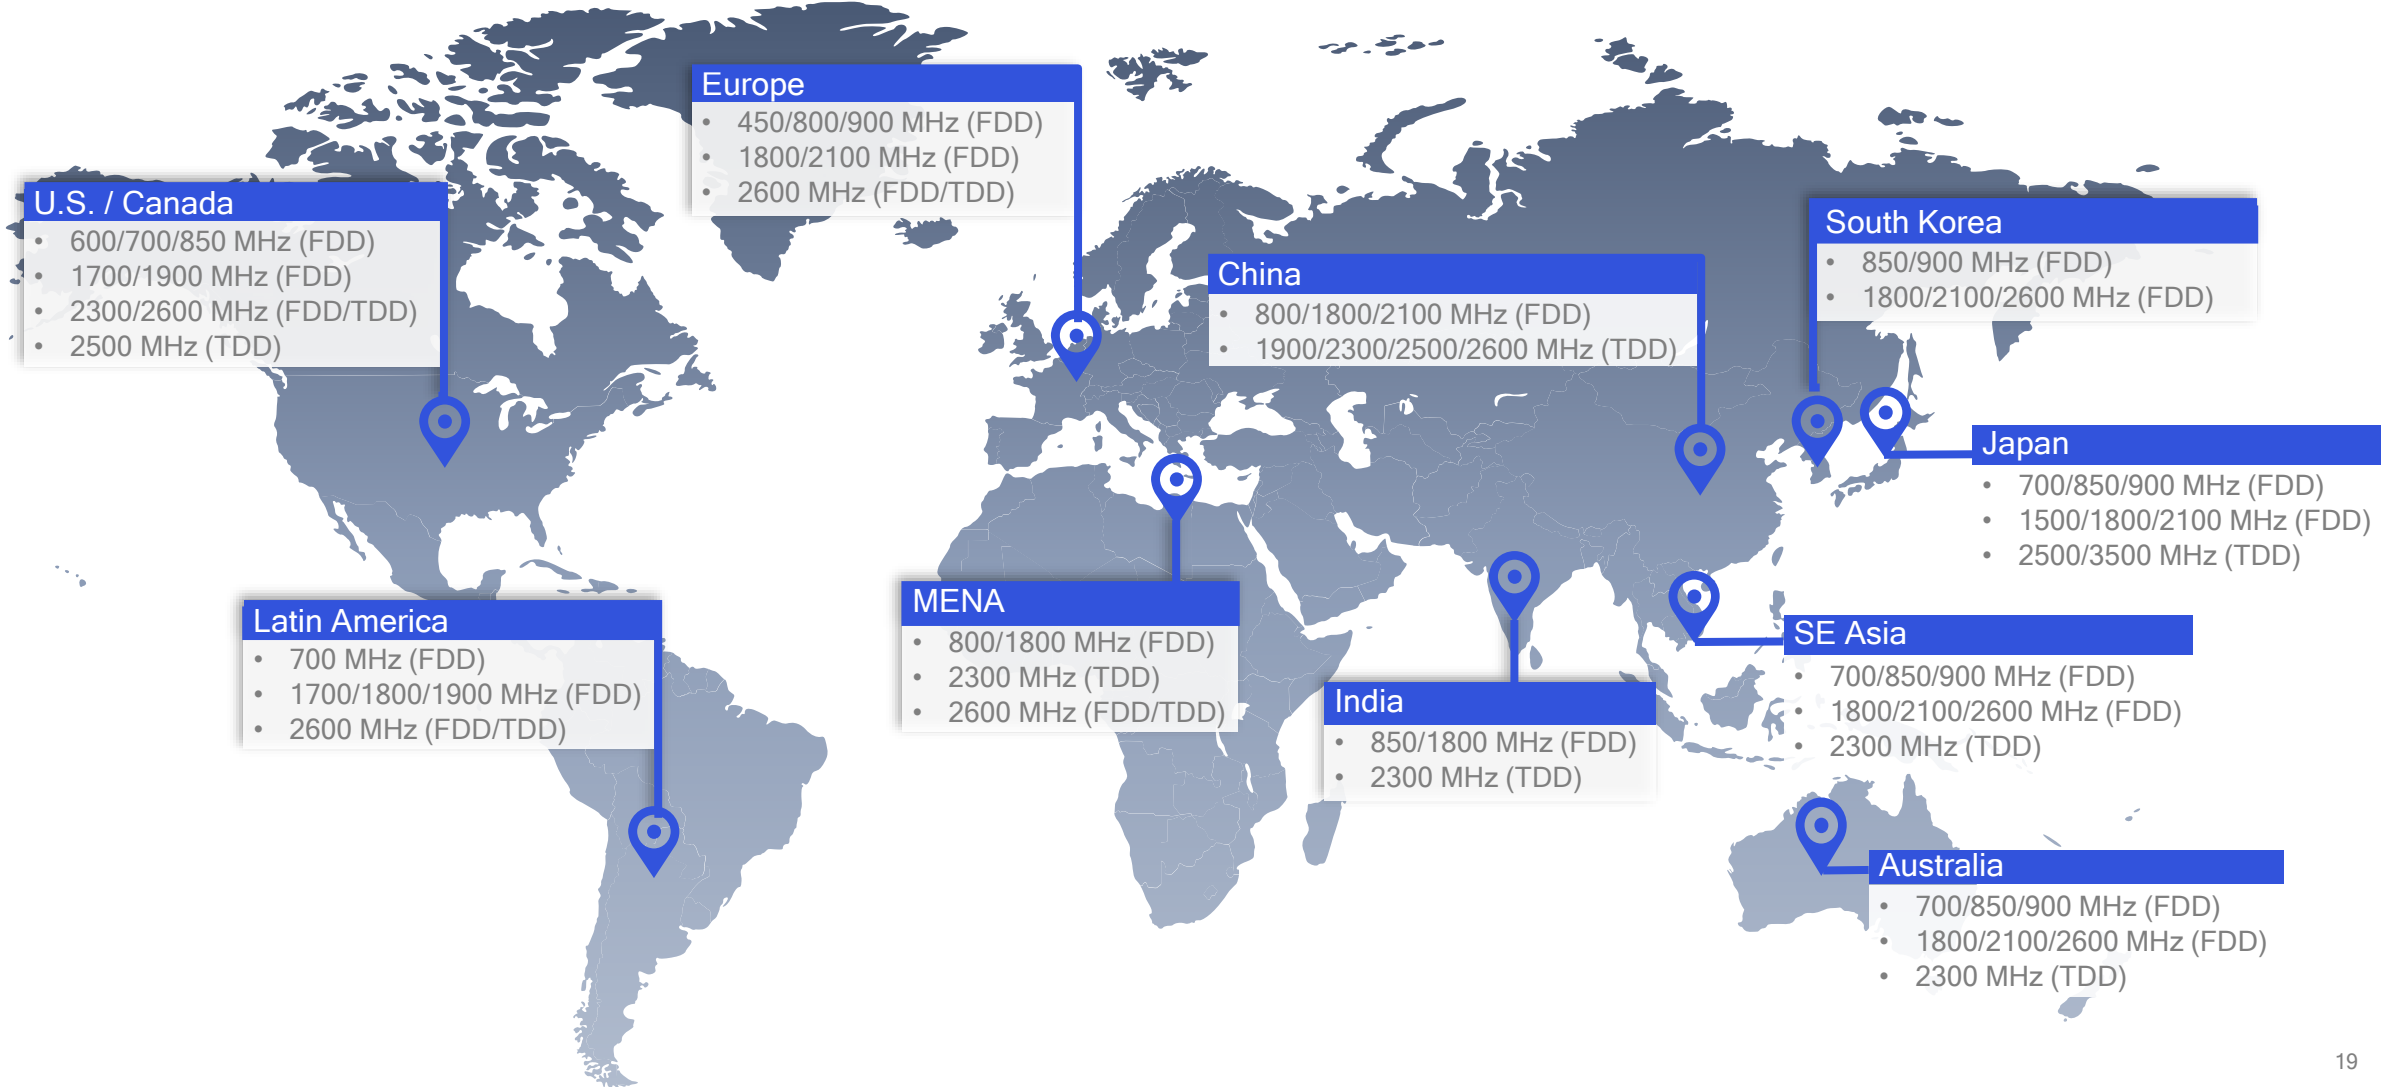 Europe
• 450/800/900 MHz (FDD)
• 1800/2100 MHz (FDD)
• 2600 MHz (FDD/TDD)
U.S. / Canada
• 600/700/850 MHz (FDD)
• 1700/1900 MHz (FDD)
• 2300/2600 MHz (FDD/TDD)
• 2500 MHz (TDD)
South Korea
• 850/900 MHz (FDD)
• 1800/2100/2600 MHz (FDD)
China
• 800/1800/2100 MHz (FDD)
• 1900/2300/2500/2600 MHz (TDD)
Japan
• 700/850/900 MHz (FDD)
• 1500/1800/2100 MHz (FDD)
• 2500/3500 MHz (TDD)
Latin America
• 700 MHz (FDD)
• 1700/1800/1900 MHz (FDD)
• 2600 MHz (FDD/TDD)
MENA
• 800/1800 MHz (FDD)
• 2300 MHz (TDD)
• 2600 MHz (FDD/TDD)
India
• 850/1800 MHz (FDD)
• 2300 MHz (TDD)
SE Asia
• 700/850/900 MHz (FDD)
• 1800/2100/2600 MHz (FDD)
• 2300 MHz (TDD)
Australia
• 700/850/900 MHz (FDD)
• 1800/2100/2600 MHz (FDD)
• 2300 MHz (TDD)
19